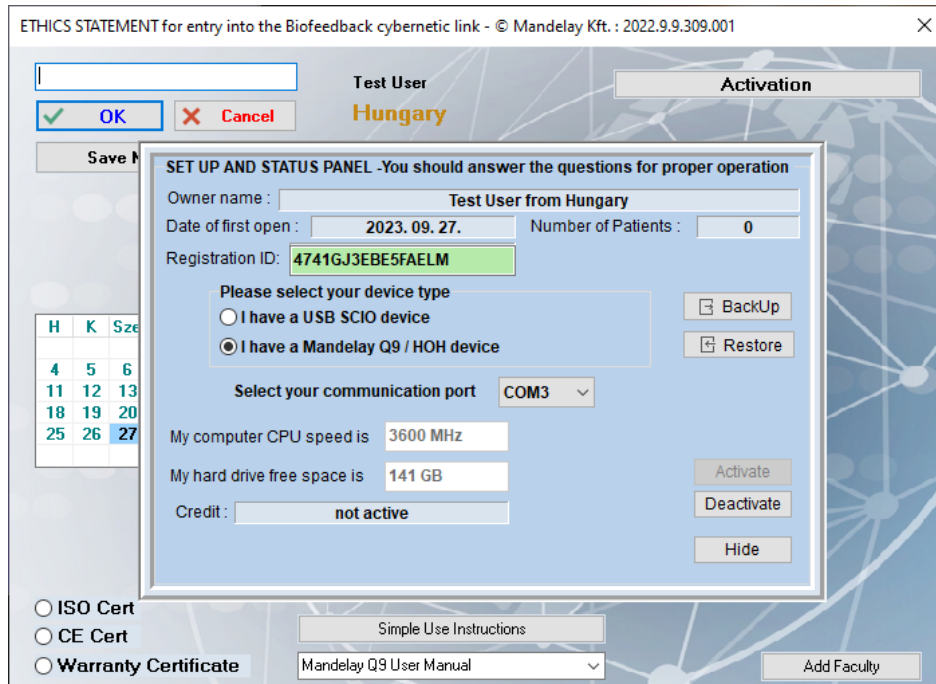 ETHICS STATEMENT for entry into the Biofeedback cybernetic link - © Mandelay Kft. : 2022.9.9.309.001
Test User
Activation
OK
Cancel
Hungary
Save
SET UP AND STATUS PANEL -You should answer the questions for proper operation
Owner name :
Test User from Hungary
Date of first open :
2023. 09. 27.
Number of Patients :
0
Registration ID:
4741GJ3EBE5FAELM
Please select your device type
I have a USB SCIO device
BackUp
I have a Mandelay Q9 / HOH device
Restore
H K Sze
4 5 6
11 12 13
18 19 20
25 26 27
Select your communication port
COM3
My computer CPU speed is
3600 MHz
My hard drive free space is
141 GB
Activate
Credit :
not active
Deactivate
Hide
ISO Cert
CE Cert
Simple Use Instructions
Warranty Certificate
Mandelay Q9 User Manual
Add Faculty